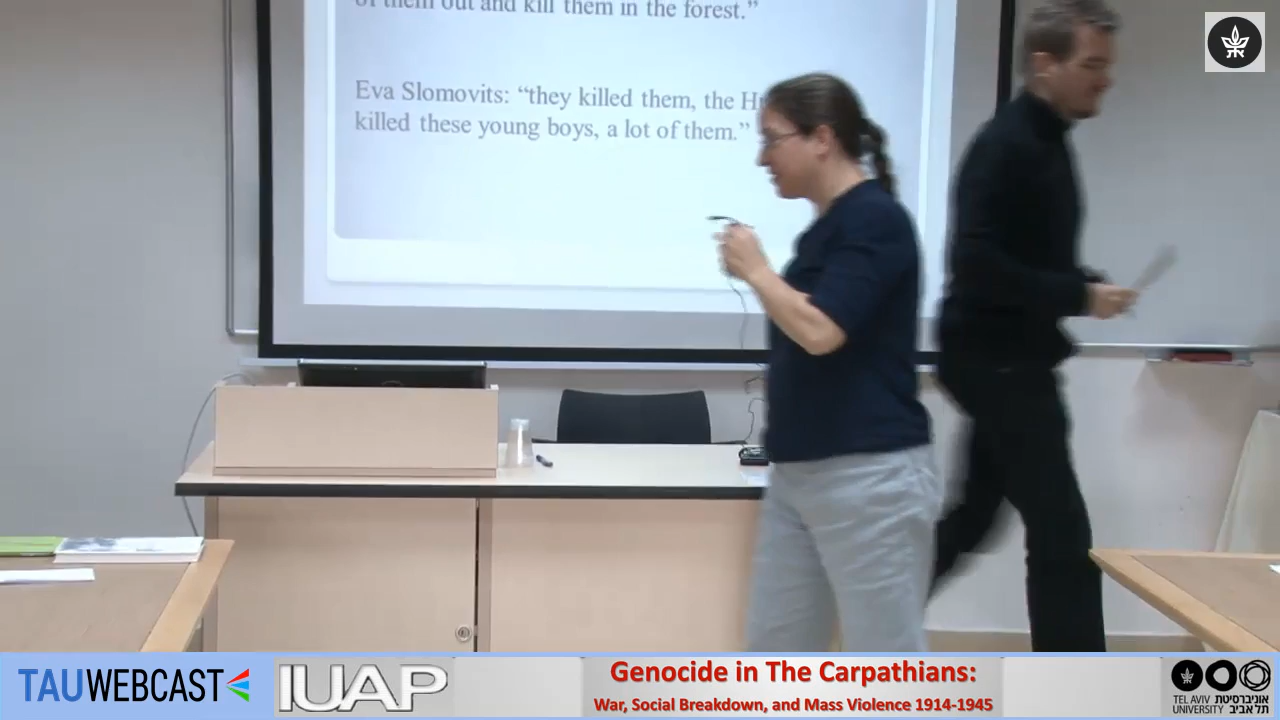 of them out and kill them in the forest.”
Eva Slomovits: “they killed them, the
killed these young boys, a lot of them.”
TAUWEBCAST
IUAP
Genocide in The Carpathians:
War, Social Breakdown, and Mass Violence 1914-1945
TEL AVIV אוניברסיטת
UNIVERSITY תל אביב